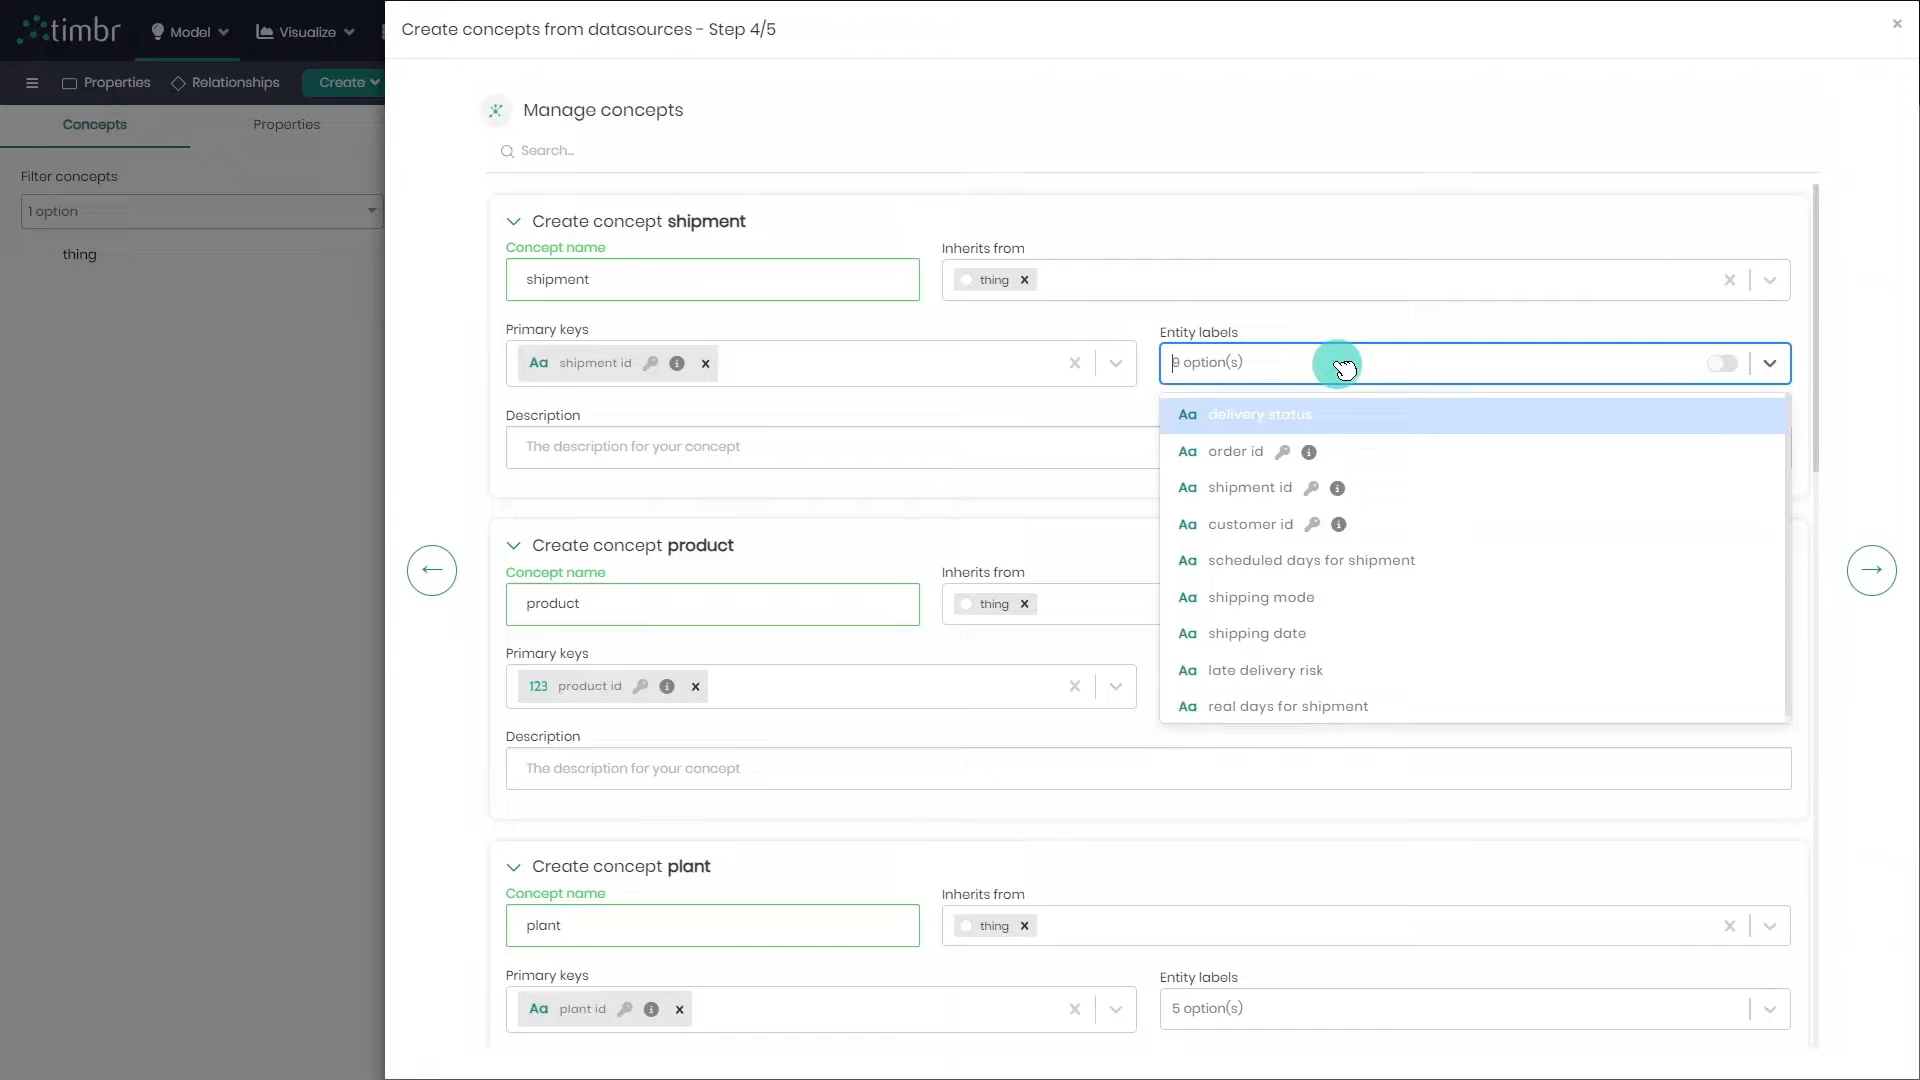 timbr
Model
Visualize
Properties
Relationships
Create
Concepts
Properties
Filter concepts
1 option
thing
Create concepts from datasources - Step 4/5
Manage concepts
Search...
Create concept shipment
Concept name
Inherits from
shipment
thing
Primary keys
Entity labels
Aa shipment id
9 option(s)
Description
The description for your concept
Aa delivery status
Aa order id
Aa shipment id
Aa customer id
Aa scheduled days for shipment
Aa shipping mode
Aa shipping date
Aa late delivery risk
Aa real days for shipment
Create concept product
Concept name
Inherits from
product
thing
Primary keys
123 product id
Description
The description for your concept
Create concept plant
Concept name
Inherits from
plant
thing
Primary keys
Entity labels
Aa plant id
5 option(s)